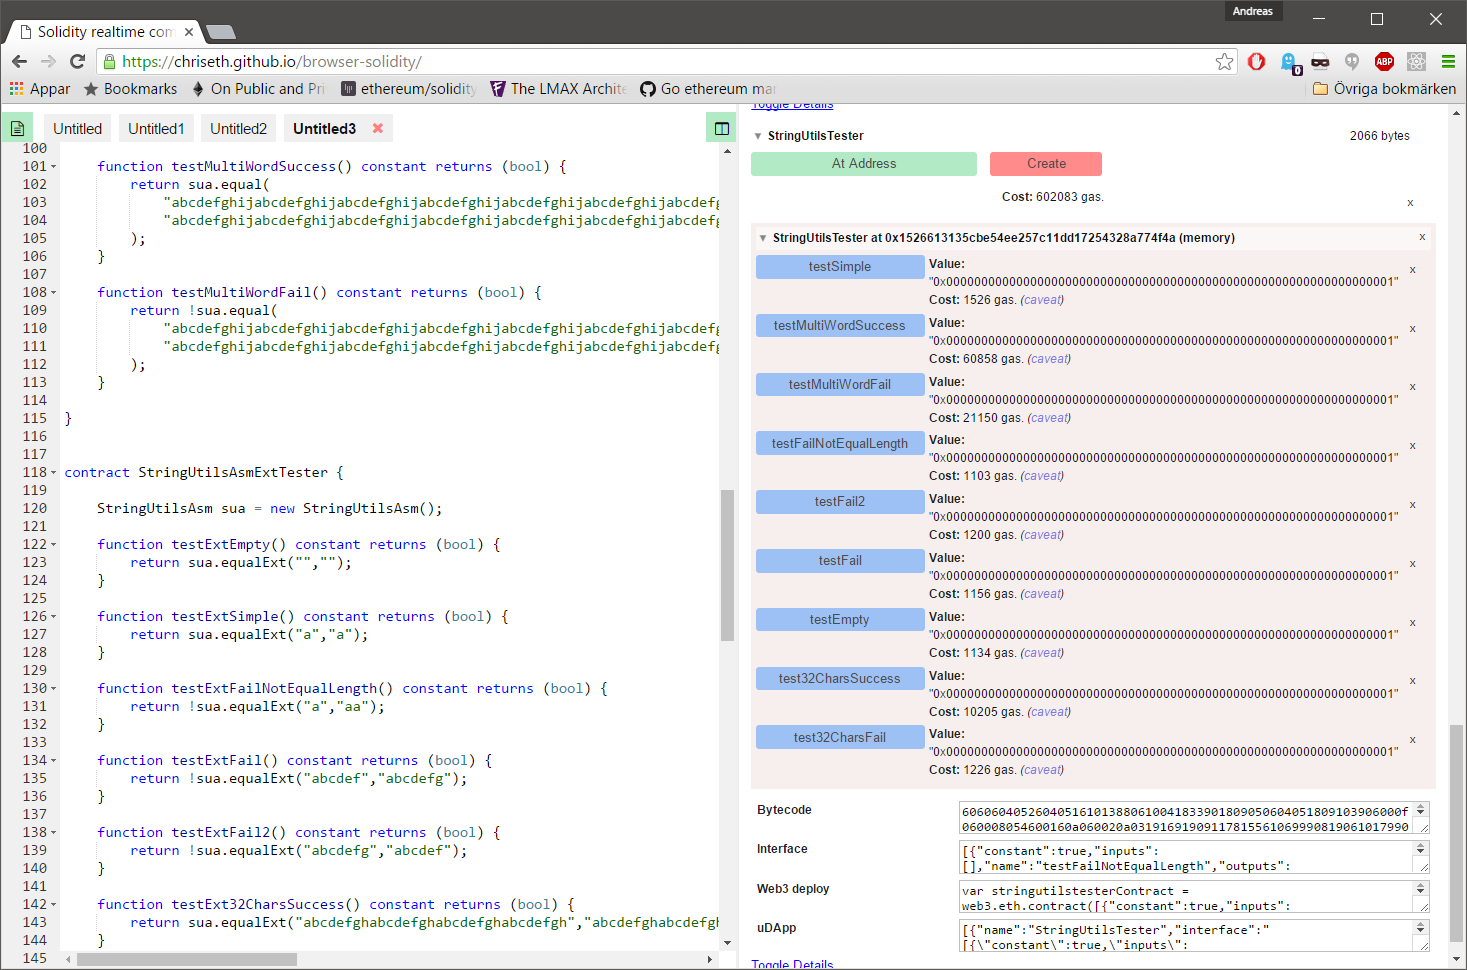 Andreas
Solidity realtime com
https://chriseth.github.io/browser-solidity/
0
ABP
Appar
Bookmarks
On Public and Pri
ethereum/solidity
The LMAX Archite
Go ethereum mar
Övriga bokmärken
Untitled
Untitled1
Untitled2
Untitled3
100
101 function testMultiWordSuccess() constant returns (bool) {
102 return sua.equal(
103 "abcdefghijabcdefghijabcdefghijabcdefghijabcdefghijabcdefghijabcdefg
104 "abcdefghijabcdefghijabcdefghijabcdefghijabcdefghijabcdefghijabcdefg
105 );
106 }
107
108 function testMultiWordFail() constant returns (bool) {
109 return !sua.equal(
110 "abcdefghijabcdefghijabcdefghijabcdefghijabcdefghijabcdefghijabcdefg
111 "abcdefghijabcdefghijabcdefghijabcdefghijabcdefghijabcdefghijabcdefg
112 );
113 }
114
115 }
116
117
118 contract StringUtilsAsmExtTester {
119
120 StringUtilsAsm sua = new StringUtilsAsm();
121
122 function testExtEmpty() constant returns (bool) {
123 return sua.equalExt("","");
124 }
125
126 function testExtSimple() constant returns (bool) {
127 return sua.equalExt("a","a");
128 }
129
130 function testExtFailNotEqualLength() constant returns (bool) {
131 return !sua.equalExt("a","aa");
132 }
133
134 function testExtFail() constant returns (bool) {
135 return !sua.equalExt("abcdef","abcdefg");
136 }
137
138 function testExtFail2() constant returns (bool) {
139 return !sua.equalExt("abcdefg","abcdef");
140 }
141
142 function testExt32CharsSuccess() constant returns (bool) {
143 return sua.equalExt("abcdefghabcdefghabcdefghabcdefgh","abcdefghabcdefgh
144 }
145
Toggle Details
StringUtilsTester 2066 bytes
At Address Create
Cost: 602083 gas.
x
StringUtilsTester at 0x1526613135cbe54ee257c11dd17254328a774f4a (memory) x
testSimple Value: x
"0x0000000000000000000000000000000000000000000000000000000000000001"
Cost: 1526 gas. (caveat)
testMultiWordSuccess Value: x
"0x0000000000000000000000000000000000000000000000000000000000000001"
Cost: 60858 gas. (caveat)
testMultiWordFail Value: x
"0x0000000000000000000000000000000000000000000000000000000000000001"
Cost: 21150 gas. (caveat)
testFailNotEqualLength Value: x
"0x0000000000000000000000000000000000000000000000000000000000000001"
Cost: 1103 gas. (caveat)
testFail2 Value: x
"0x0000000000000000000000000000000000000000000000000000000000000001"
Cost: 1200 gas. (caveat)
testFail Value: x
"0x0000000000000000000000000000000000000000000000000000000000000001"
Cost: 1156 gas. (caveat)
testEmpty Value: x
"0x0000000000000000000000000000000000000000000000000000000000000001"
Cost: 1134 gas. (caveat)
test32CharsSuccess Value: x
"0x0000000000000000000000000000000000000000000000000000000000000001"
Cost: 10205 gas. (caveat)
test32CharsFail Value: x
"0x0000000000000000000000000000000000000000000000000000000000000001"
Cost: 1226 gas. (caveat)
Bytecode
6060604052604051610138806100418339018090506040518091039060 00f
060008054600160a060020a0319169190911781556106999081906101 7990
Interface
[{"constant":true,"inputs":
[],"name":"testFailNotEqualLength","outputs":
Web3 deploy
var stringutilstesterContract =
web3.eth.contract([{"constant":true,"inputs":
uDApp
[{"name":"StringUtilsTester","interface":"
[{\"constant\":true,\"inputs\":
Toggle Details